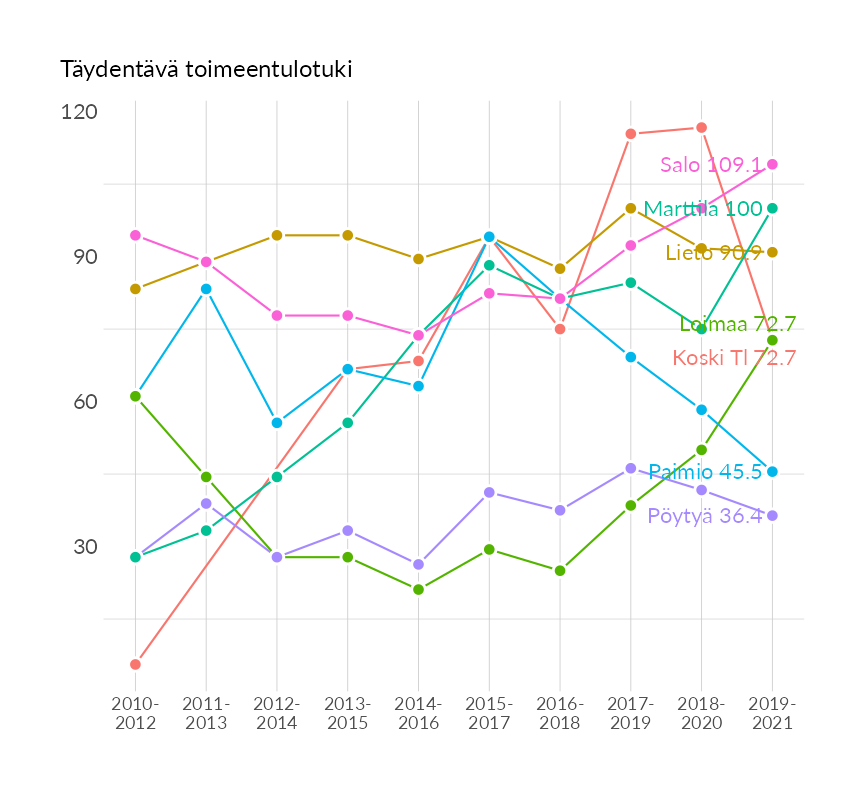 Täydentävä toimeentulotuki
120
90
60
30
Salo 109.1
Marttila 100
Lieto 90.9
Loimaa 72.7
Koski Tl 72.7
Paimio 45.5
Pöytyä 36.4
2010- 2011- 2012- 2013- 2014- 2015- 2016- 2017- 2018- 2019-
2012 2013 2014 2015 2016 2017 2018 2019 2020 2021